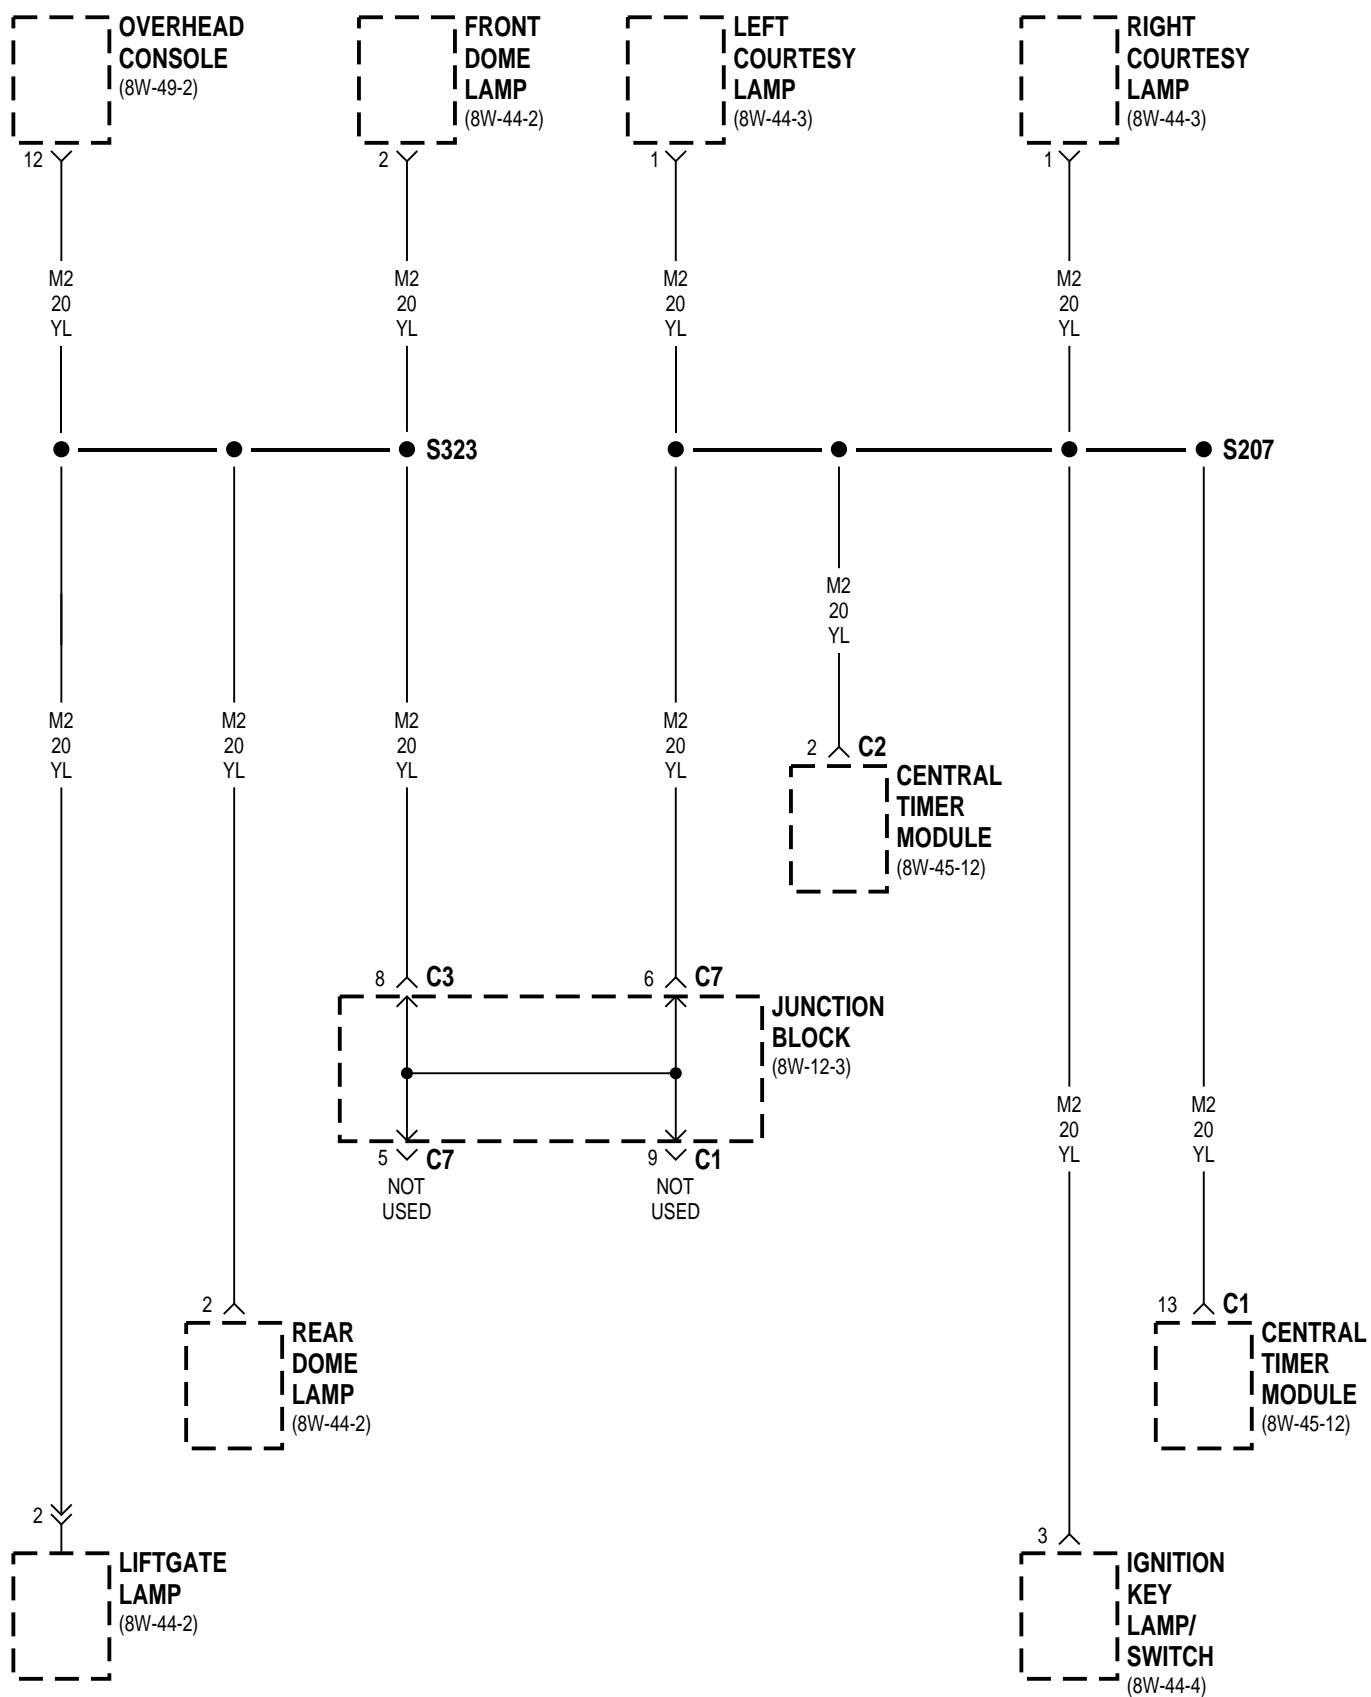 OVERHEAD
CONSOLE
(8W-49-2)
FRONT
DOME
LAMP
(8W-44-2)
LEFT
COURTESY
LAMP
(8W-44-3)
RIGHT
COURTESY
LAMP
(8W-44-3)
12
2
1
1
M2
20
YL
M2
20
YL
M2
20
YL
M2
20
YL
S323
S207
M2
20
YL
M2
20
YL
M2
20
YL
M2
20
YL
M2
20
YL
2
C2
CENTRAL
TIMER
MODULE
(8W-45-12)
8
C3
6
C7
JUNCTION
BLOCK
(8W-12-3)
5
C7
NOT
USED
9
C1
NOT
USED
M2
20
YL
M2
20
YL
2
REAR
DOME
LAMP
(8W-44-2)
13
C1
CENTRAL
TIMER
MODULE
(8W-45-12)
2
LIFTGATE
LAMP
(8W-44-2)
3
IGNITION
KEY
LAMP/
SWITCH
(8W-44-4)